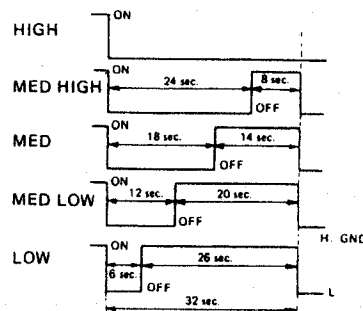 HIGH ON
MED HIGH ON 24 sec. 8 sec.
OFF
ON
MED 18 sec. 14 sec.
OFF
ON
MED LOW 12 sec. 20 sec.
OFF
H. GND
ON
LOW 26 sec.
6 sec. OFF
L
32 sec.